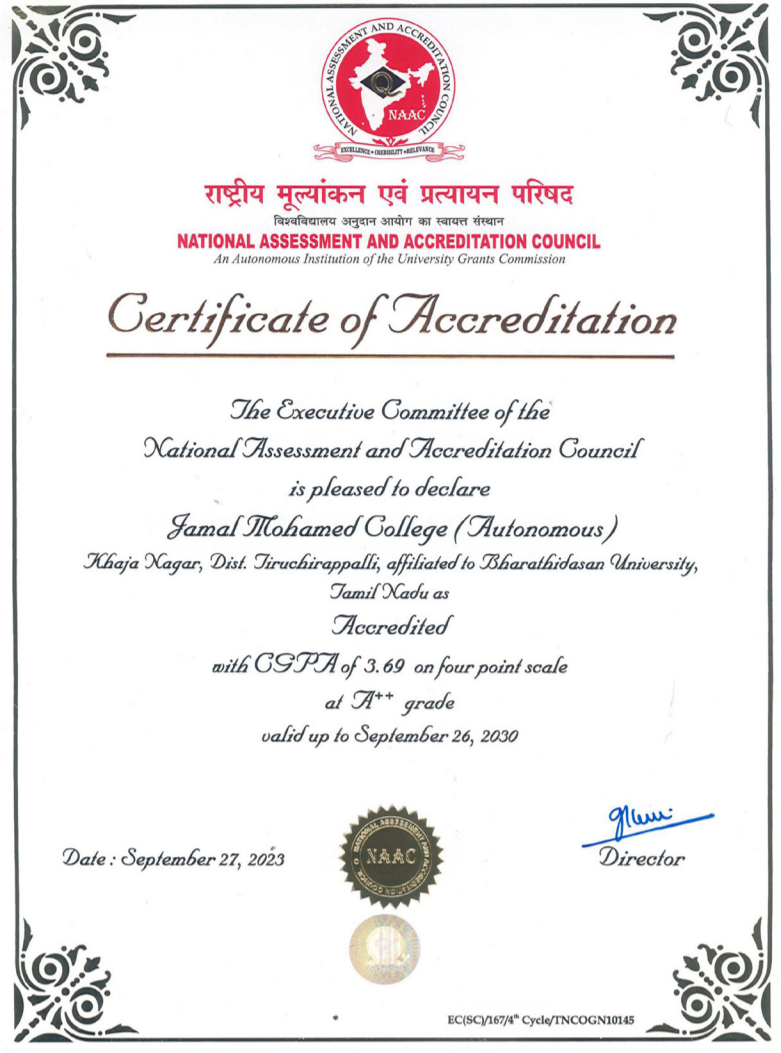 NATIONAL ASSESSMENT AND ACCREDITATION COUNCIL
NAAC
EXCELLENCE • CREDIBILITY • RELEVANCE
राष्ट्रीय मूल्यांकन एवं प्रत्यायन परिषद
विश्वविद्यालय अनुदान आयोग का स्वायत्त संस्थान
NATIONAL ASSESSMENT AND ACCREDITATION COUNCIL
An Autonomous Institution of the University Grants Commission
Certificate of Accreditation
The Executive Committee of the
National Assessment and Accreditation Council
is pleased to declare
Jamal Mohamed College (Autonomous)
Khaja Nagar, Dist. Tiruchirappalli, affiliated to Bharathidasan University,
Tamil Nadu as
Accredited
with CGPA of 3.69 on four point scale
at A++ grade
valid up to September 26, 2030
Date : September 27, 2023
NATIONAL ASSESSMENT AND ACCREDITATION COUNCIL
NAAC
Director
EC(SC)/167/4th Cycle/TNCOGN10145